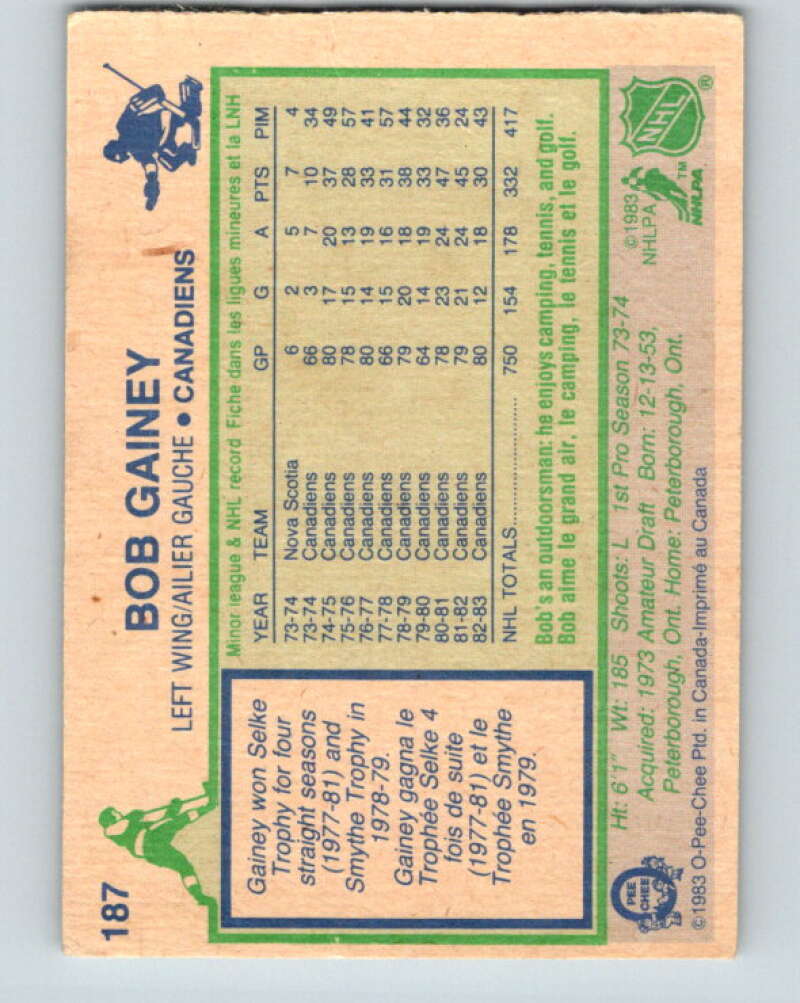 187
BOB GAINEY
LEFT WING/AILIER GAUCHE • CANADIENS
Gainey won Selke
Trophy for four
straight seasons
(1977-81) and
Smythe Trophy in
1978-79.
Gainey gagna le
Trophée Selke 4
fois de suite
(1977-81) et le
Trophée Smythe
en 1979.
Minor league & NHL record Fiche dans les ligues mineures et la LNH
YEAR TEAM GP G A PTS PIM
73-74 Nova Scotia 6 2 5 7 4
73-74 Canadiens 66 3 7 10 34
74-75 Canadiens 80 17 20 37 49
75-76 Canadiens 78 15 13 28 57
76-77 Canadiens 80 14 19 33 41
77-78 Canadiens 66 15 16 31 57
78-79 Canadiens 79 20 18 38 44
79-80 Canadiens 64 14 19 33 32
80-81 Canadiens 78 23 24 47 36
81-82 Canadiens 79 21 24 45 24
82-83 Canadiens 80 12 18 30 43
NHL TOTALS.................... 750 154 178 332 417
Bob's an outdoorsman: he enjoys camping, tennis, and golf.
Bob aime le grand air, le camping, le tennis et le golf.
Ht: 6'1" Wt: 185 Shoots: L 1st Pro Season 73-74
Acquired: 1973 Amateur Draft , Born: 12-13-53,
Peterborough, Ont. Home: Peterborough, Ont.
©1983 O-Pee-Chee Ptd. in Canada-Imprimé au Canada
PEE
CHEE
©1983
NHLPA
TM
NHLPA
NHL
®